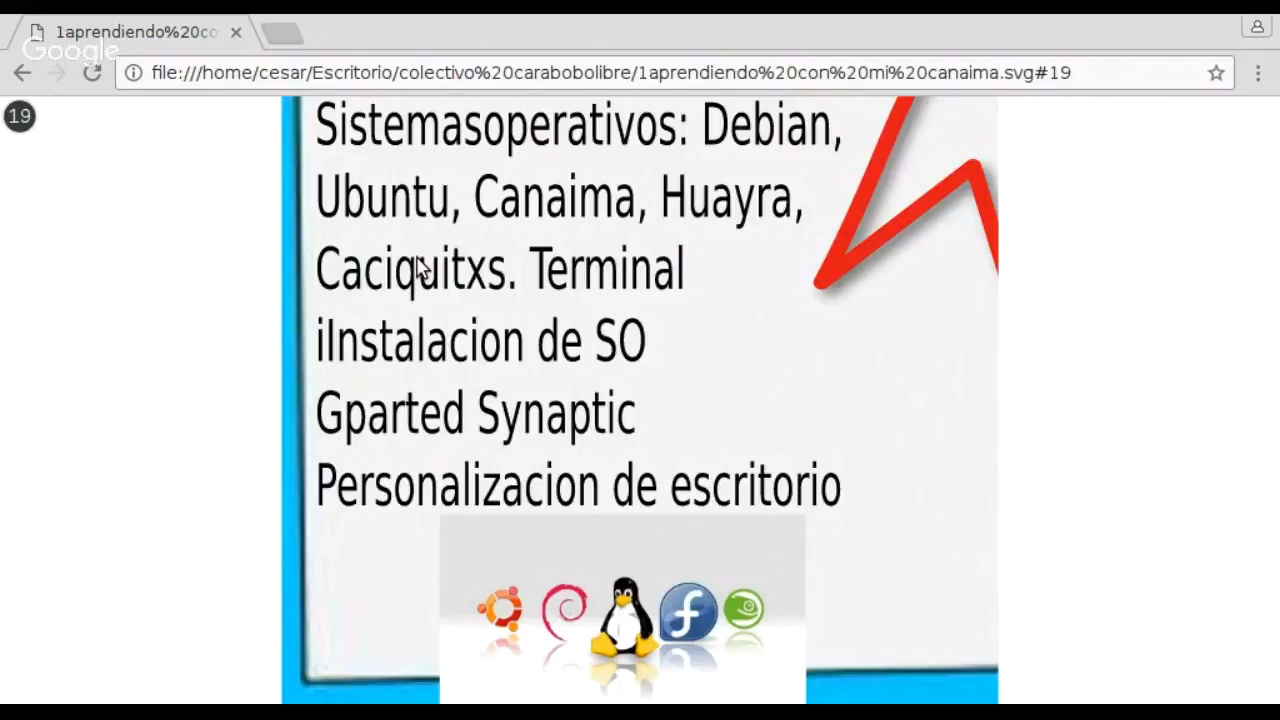 1aprendiendo%20co
Google
file:///home/cesar/Escritorio/colectivo%20carabobolibre/1aprendiendo%20con%20mi%20canaima.svg#19
19
Sistemasoperativos: Debian,
Ubuntu, Canaima, Huayra,
Caciquitxs. Terminal
iInstalacion de SO
Gparted Synaptic
Personalizacion de escritorio